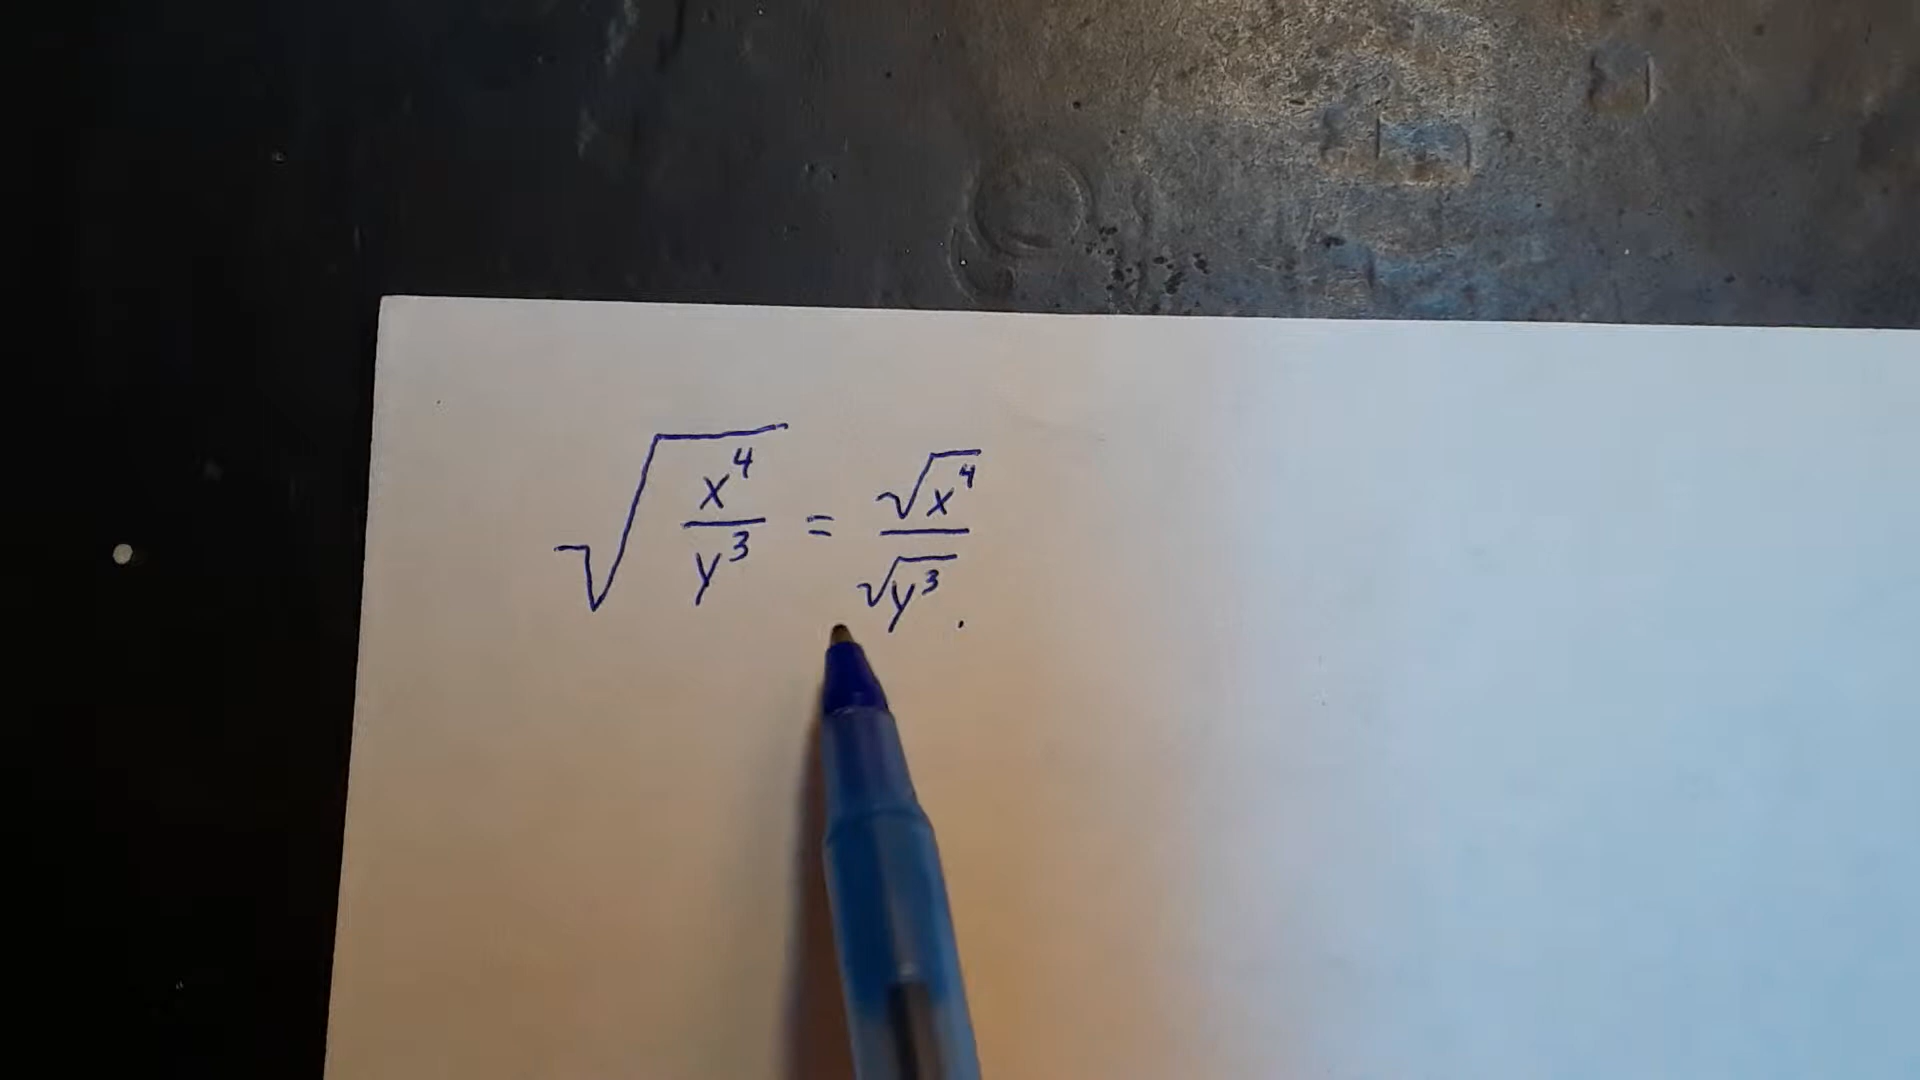 √(x⁴/y³) = √x⁴/√y³.